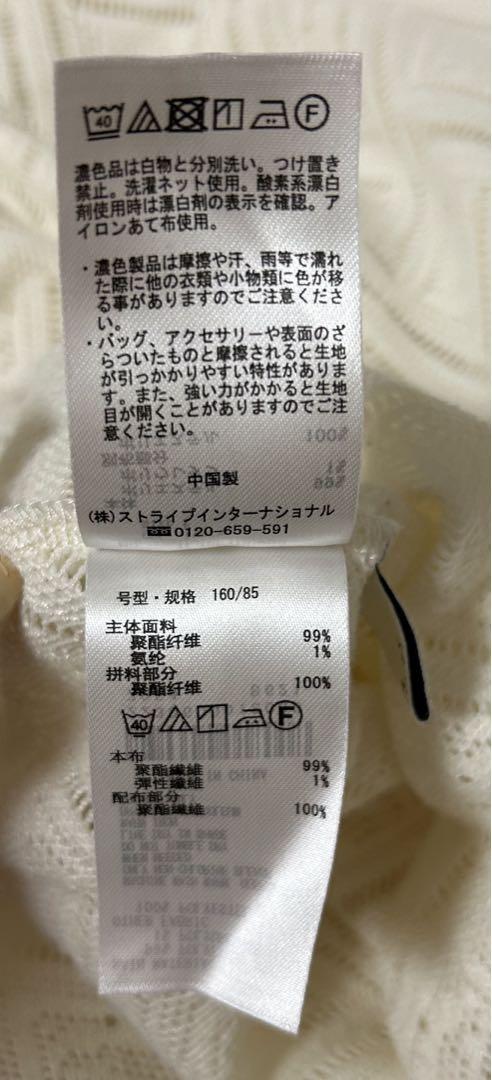 40 F
濃色品は白物と分別洗い。つけ置き
禁止。洗濯ネット使用。酸素系漂白
剤使用時は漂白剤の表示を確認。ア
イロンあて布使用。
・濃色製品は摩擦や汗、雨等で濡れ
た際に他の衣類や小物類に色が移
る事がありますのでご注意くださ
い。
・バッグ、アクセサリーや表面のざ
らついたものと摩擦されると生地
が引っかかりやすい特性がありま
す。また、強い力がかかると生地
目が開くことがありますのでご注
意ください。
中国製
(株)ストライプインターナショナル
0120-659-591
号型・规格 160/85
主体面料
聚酯纤维 99%
氨纶 1%
拼料部分
聚酯纤维 100%
40 F
本布
聚酯纖維 99%
彈性纖維 1%
配布部分
聚酯纖維 100%